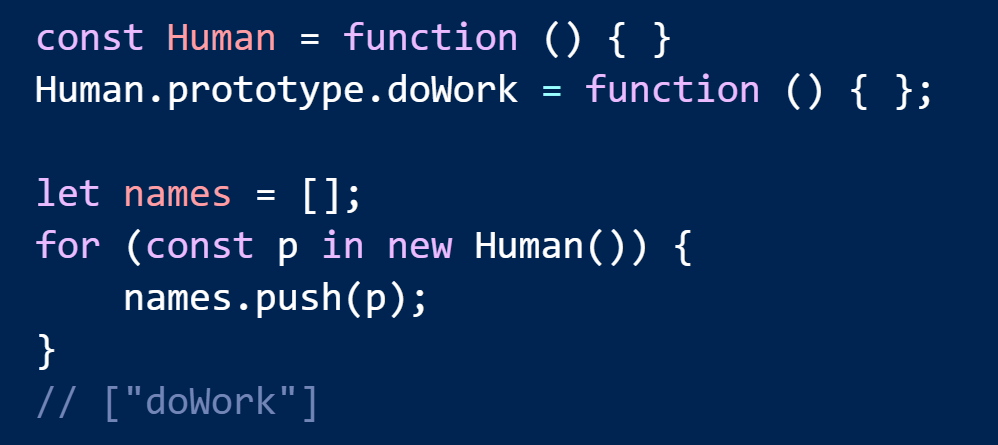 const Human = function () { }
Human.prototype.doWork = function () { };
let names = [];
for (const p in new Human()) {
names.push(p);
}
// ["doWork"]